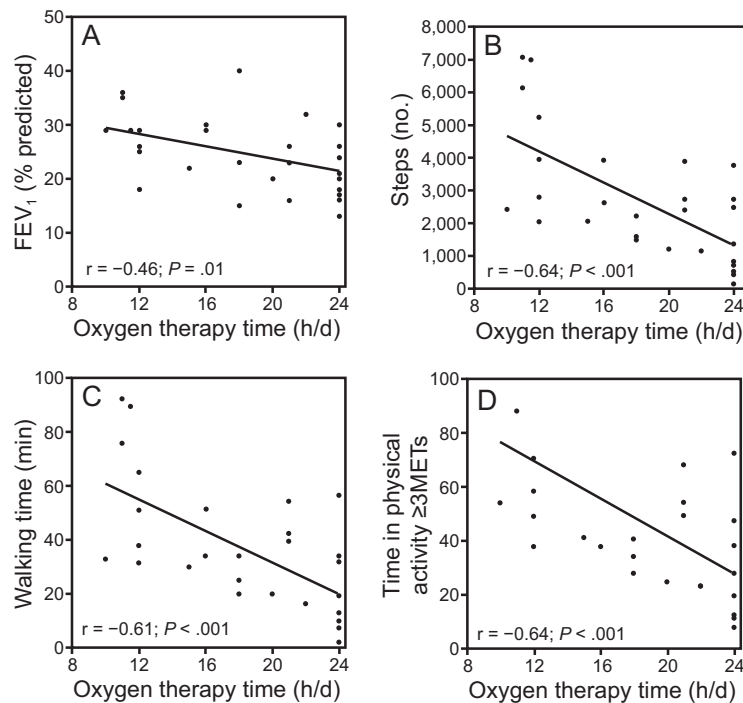 A
FEV₁ (% predicted)
50
40
30
20
10
0
r = −0.46; P = .01
8 12 16 20 24
Oxygen therapy time (h/d)
B
Steps (no.)
8,000
7,000
6,000
5,000
4,000
3,000
2,000
1,000
0
r = −0.64; P < .001
8 12 16 20 24
Oxygen therapy time (h/d)
C
Walking time (min)
100
80
60
40
20
0
r = −0.61; P < .001
8 12 16 20 24
Oxygen therapy time (h/d)
D
Time in physical
activity ≥3METs
100
80
60
40
20
0
r = −0.64; P < .001
8 12 16 20 24
Oxygen therapy time (h/d)